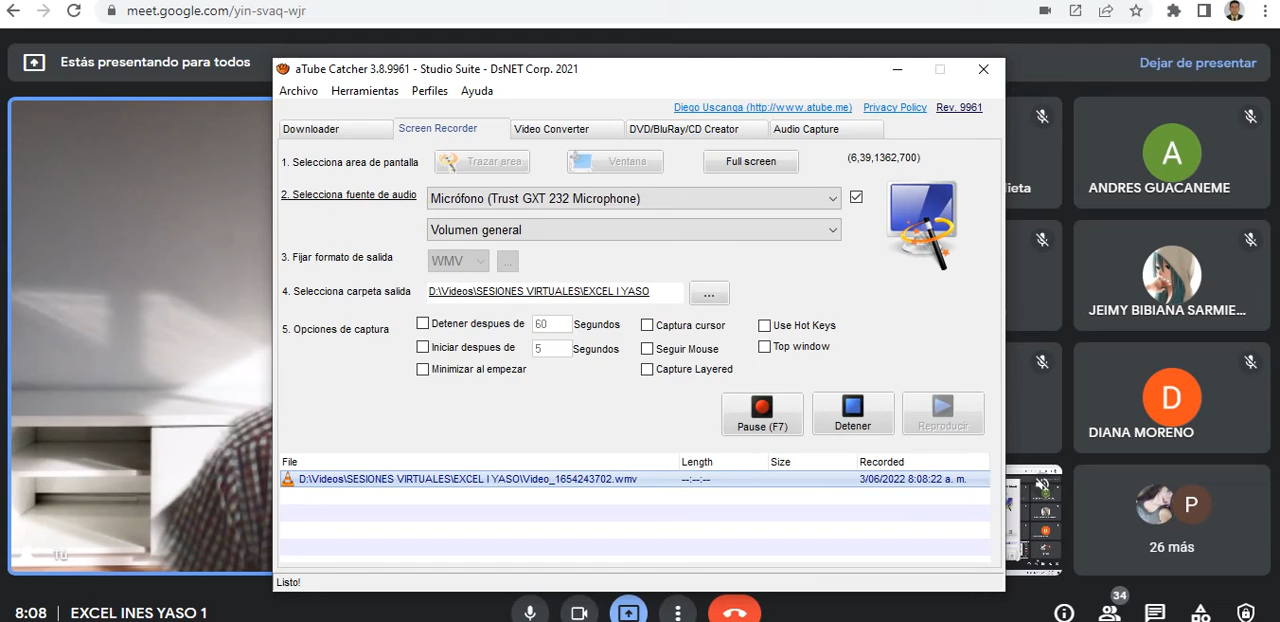 meet.google.com/yin-svaq-wjr
Estás presentando para todos
Dejar de presentar
aTube Catcher 3.8.9961 - Studio Suite - DsNET Corp. 2021
Archivo Herramientas Perfiles Ayuda
Diego Uscanga (http://www.atube.me) Privacy Policy Rev. 9961
Downloader Screen Recorder Video Converter DVD/BluRay/CD Creator Audio Capture
1. Selecciona area de pantalla Trazar area Ventana Full screen (6,39,1362,700)
2. Selecciona fuente de audio Micrófono (Trust GXT 232 Microphone)
Volumen general
3. Fijar formato de salida WMV ...
4. Selecciona carpeta salida D:\Videos\SESIONES VIRTUALES\EXCEL I YASO ...
5. Opciones de captura
Detener despues de 60 Segundos Captura cursor Use Hot Keys
Iniciar despues de 5 Segundos Seguir Mouse Top window
Minimizar al empezar Capture Layered
Pause (F7) Detener Reproducir
File Length Size Recorded
D:\Videos\SESIONES VIRTUALES\EXCEL I YASO\Video_1654243702.wmv --:--:-- 3/06/2022 8:08:22 a. m.
Listo!
Tú
ieta
A
ANDRES GUACANEME
JEIMY BIBIANA SARMIE...
D
DIANA MORENO
P
26 más
8:08 | EXCEL INES YASO 1
34